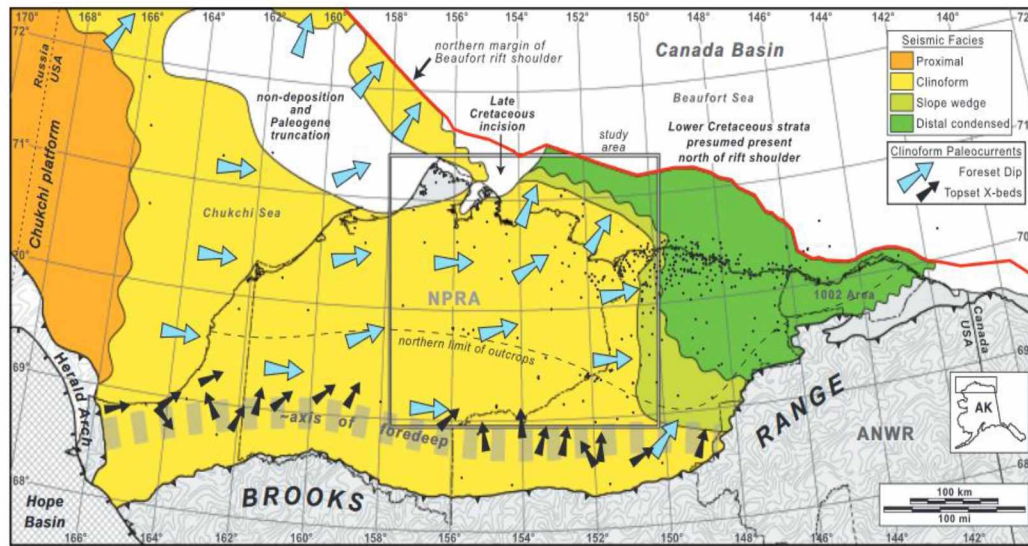 170° 168° 166° 164° 162° 160° 158° 156° 154° 152° 150° 148° 146° 144° 142° 140°
72°
72°
Russia
USA
northern margin of
Beaufort rift shoulder
Canada Basin
Beaufort Sea
Seismic Facies
Proximal
Clinoform
Slope wedge
Distal condensed
non-deposition
and
Paleogene
truncation
Late
Cretaceous
incision
study
area
Lower Cretaceous strata
presumed present
north of rift shoulder
71°
71°
Clinoform Paleocurrents
Foreset Dip
Topset X-beds
Chukchi platform
Chukchi Sea
70°
70°
NPRA
1002 Area
northern limit of outcrops
Canada
USA
69°
69°
Herald Arch
~axis of foredeep
BROOKS
RANGE
ANWR
AK
68°
68°
Hope
Basin
100 km
100 mi
166° 164° 162° 160° 158° 156° 154° 152° 150° 148° 146° 144° 142°